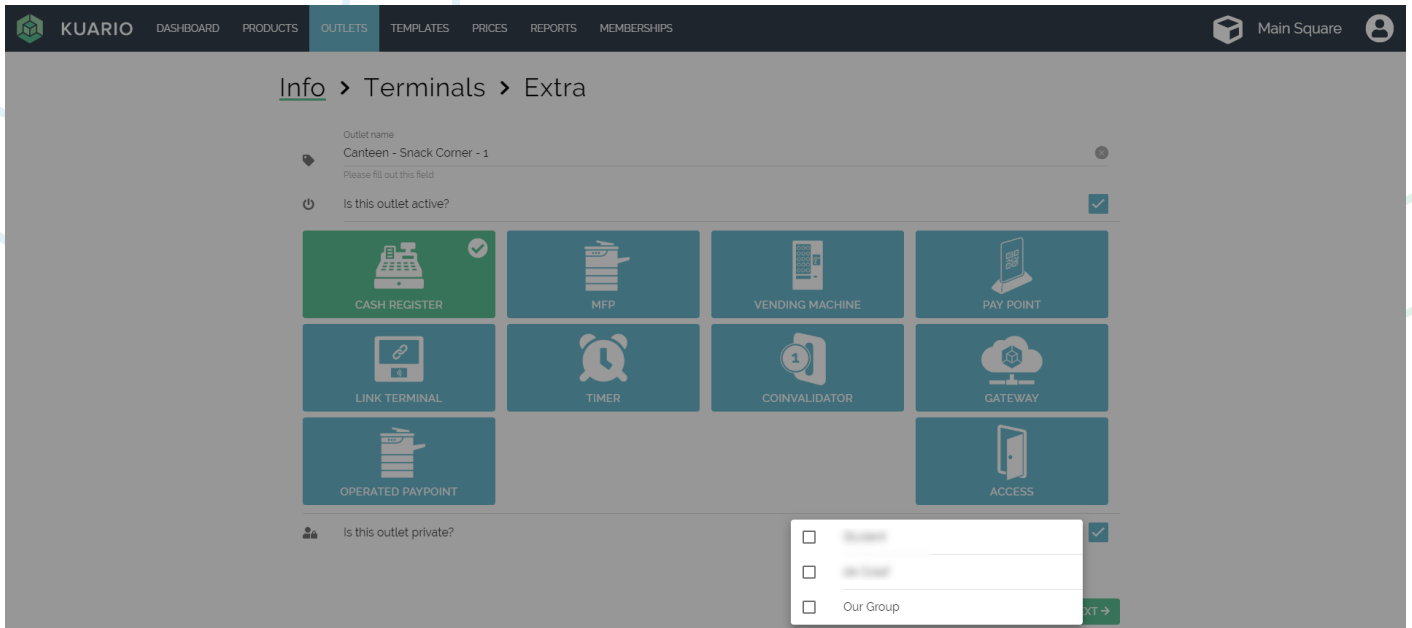 KUARIO DASHBOARD PRODUCTS OUTLETS TEMPLATES PRICES REPORTS MEMBERSHIPS Main Square
Info > Terminals > Extra
Outlet name
Canteen - Snack Corner - 1
Please fill out this field
Is this outlet active?
CASH REGISTER MFP VENDING MACHINE PAY POINT
1
LINK TERMINAL TIMER COINVALIDATOR GATEWAY
OPERATED PAYPOINT ACCESS
Is this outlet private?
Our Group
XT →